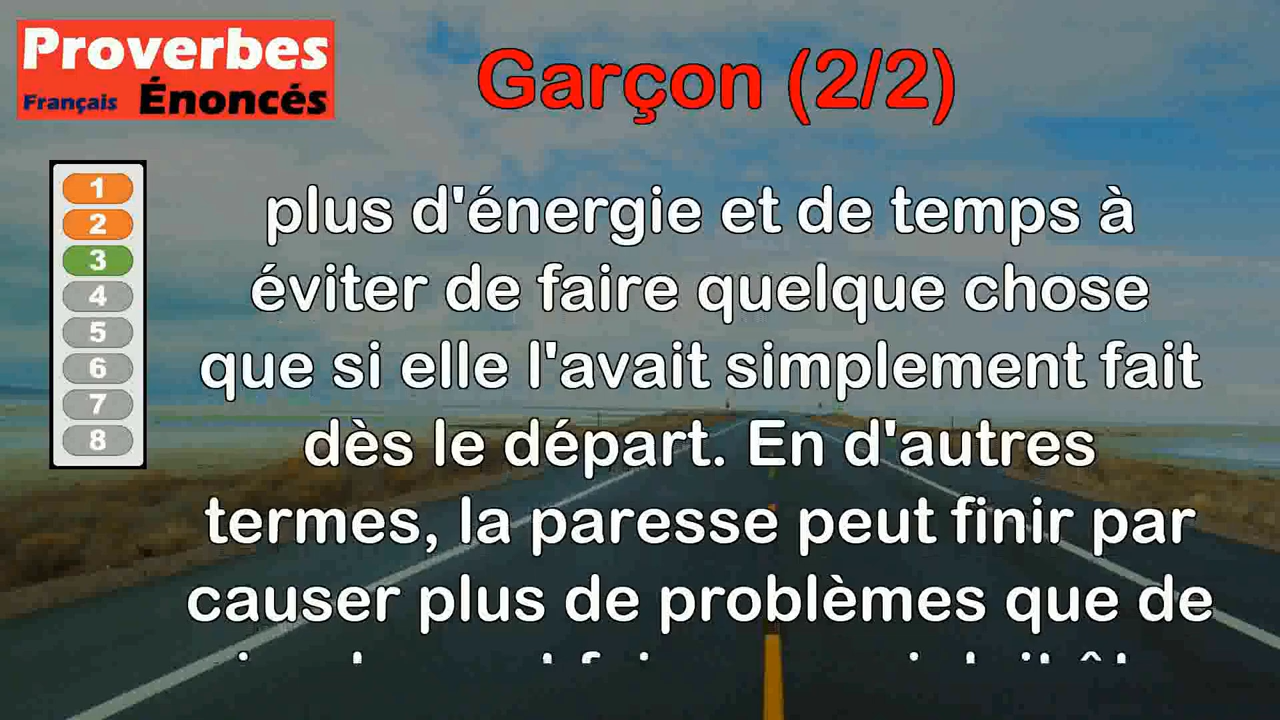 Proverbes
Français Énoncés
Garçon (2/2)
1
2
3
4
5
6
7
8
plus d'énergie et de temps à
éviter de faire quelque chose
que si elle l'avait simplement fait
dès le départ. En d'autres
termes, la paresse peut finir par
causer plus de problèmes que de